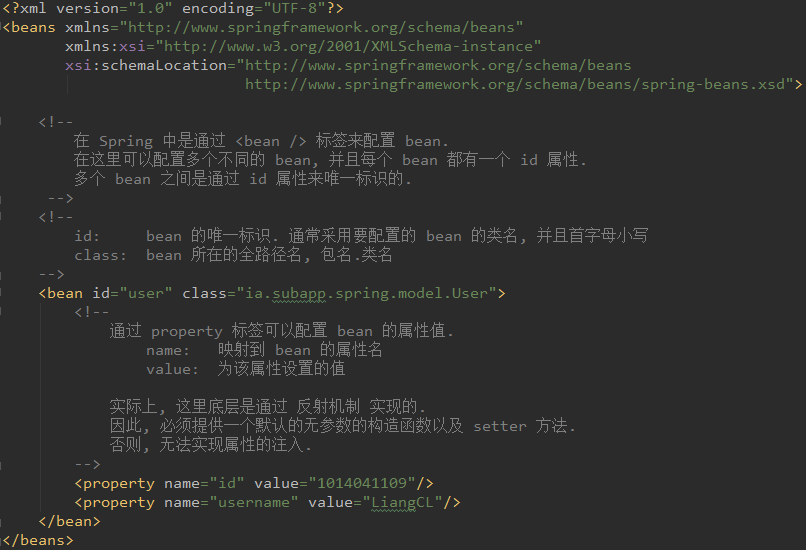 <?xml version="1.0" encoding="UTF-8"?>
<beans xmlns="http://www.springframework.org/schema/beans"
xmlns:xsi="http://www.w3.org/2001/XMLSchema-instance"
xsi:schemaLocation="http://www.springframework.org/schema/beans
http://www.springframework.org/schema/beans/spring-beans.xsd">
<!--
在 Spring 中是通过 <bean /> 标签来配置 bean.
在这里可以配置多个不同的 bean, 并且每个 bean 都有一个 id 属性.
多个 bean 之间是通过 id 属性来唯一标识的.
-->
<!--
id: bean 的唯一标识. 通常采用要配置的 bean 的类名, 并且首字母小写
class: bean 所在的全路径名, 包名.类名
-->
<bean id="user" class="ia.subapp.spring.model.User">
<!--
通过 property 标签可以配置 bean 的属性值.
name: 映射到 bean 的属性名
value: 为该属性设置的值
实际上, 这里底层是通过 反射机制 实现的.
因此, 必须提供一个默认的无参数的构造函数以及 setter 方法.
否则, 无法实现属性的注入.
-->
<property name="id" value="1014041109"/>
<property name="username" value="LiangCL"/>
</bean>
</beans>